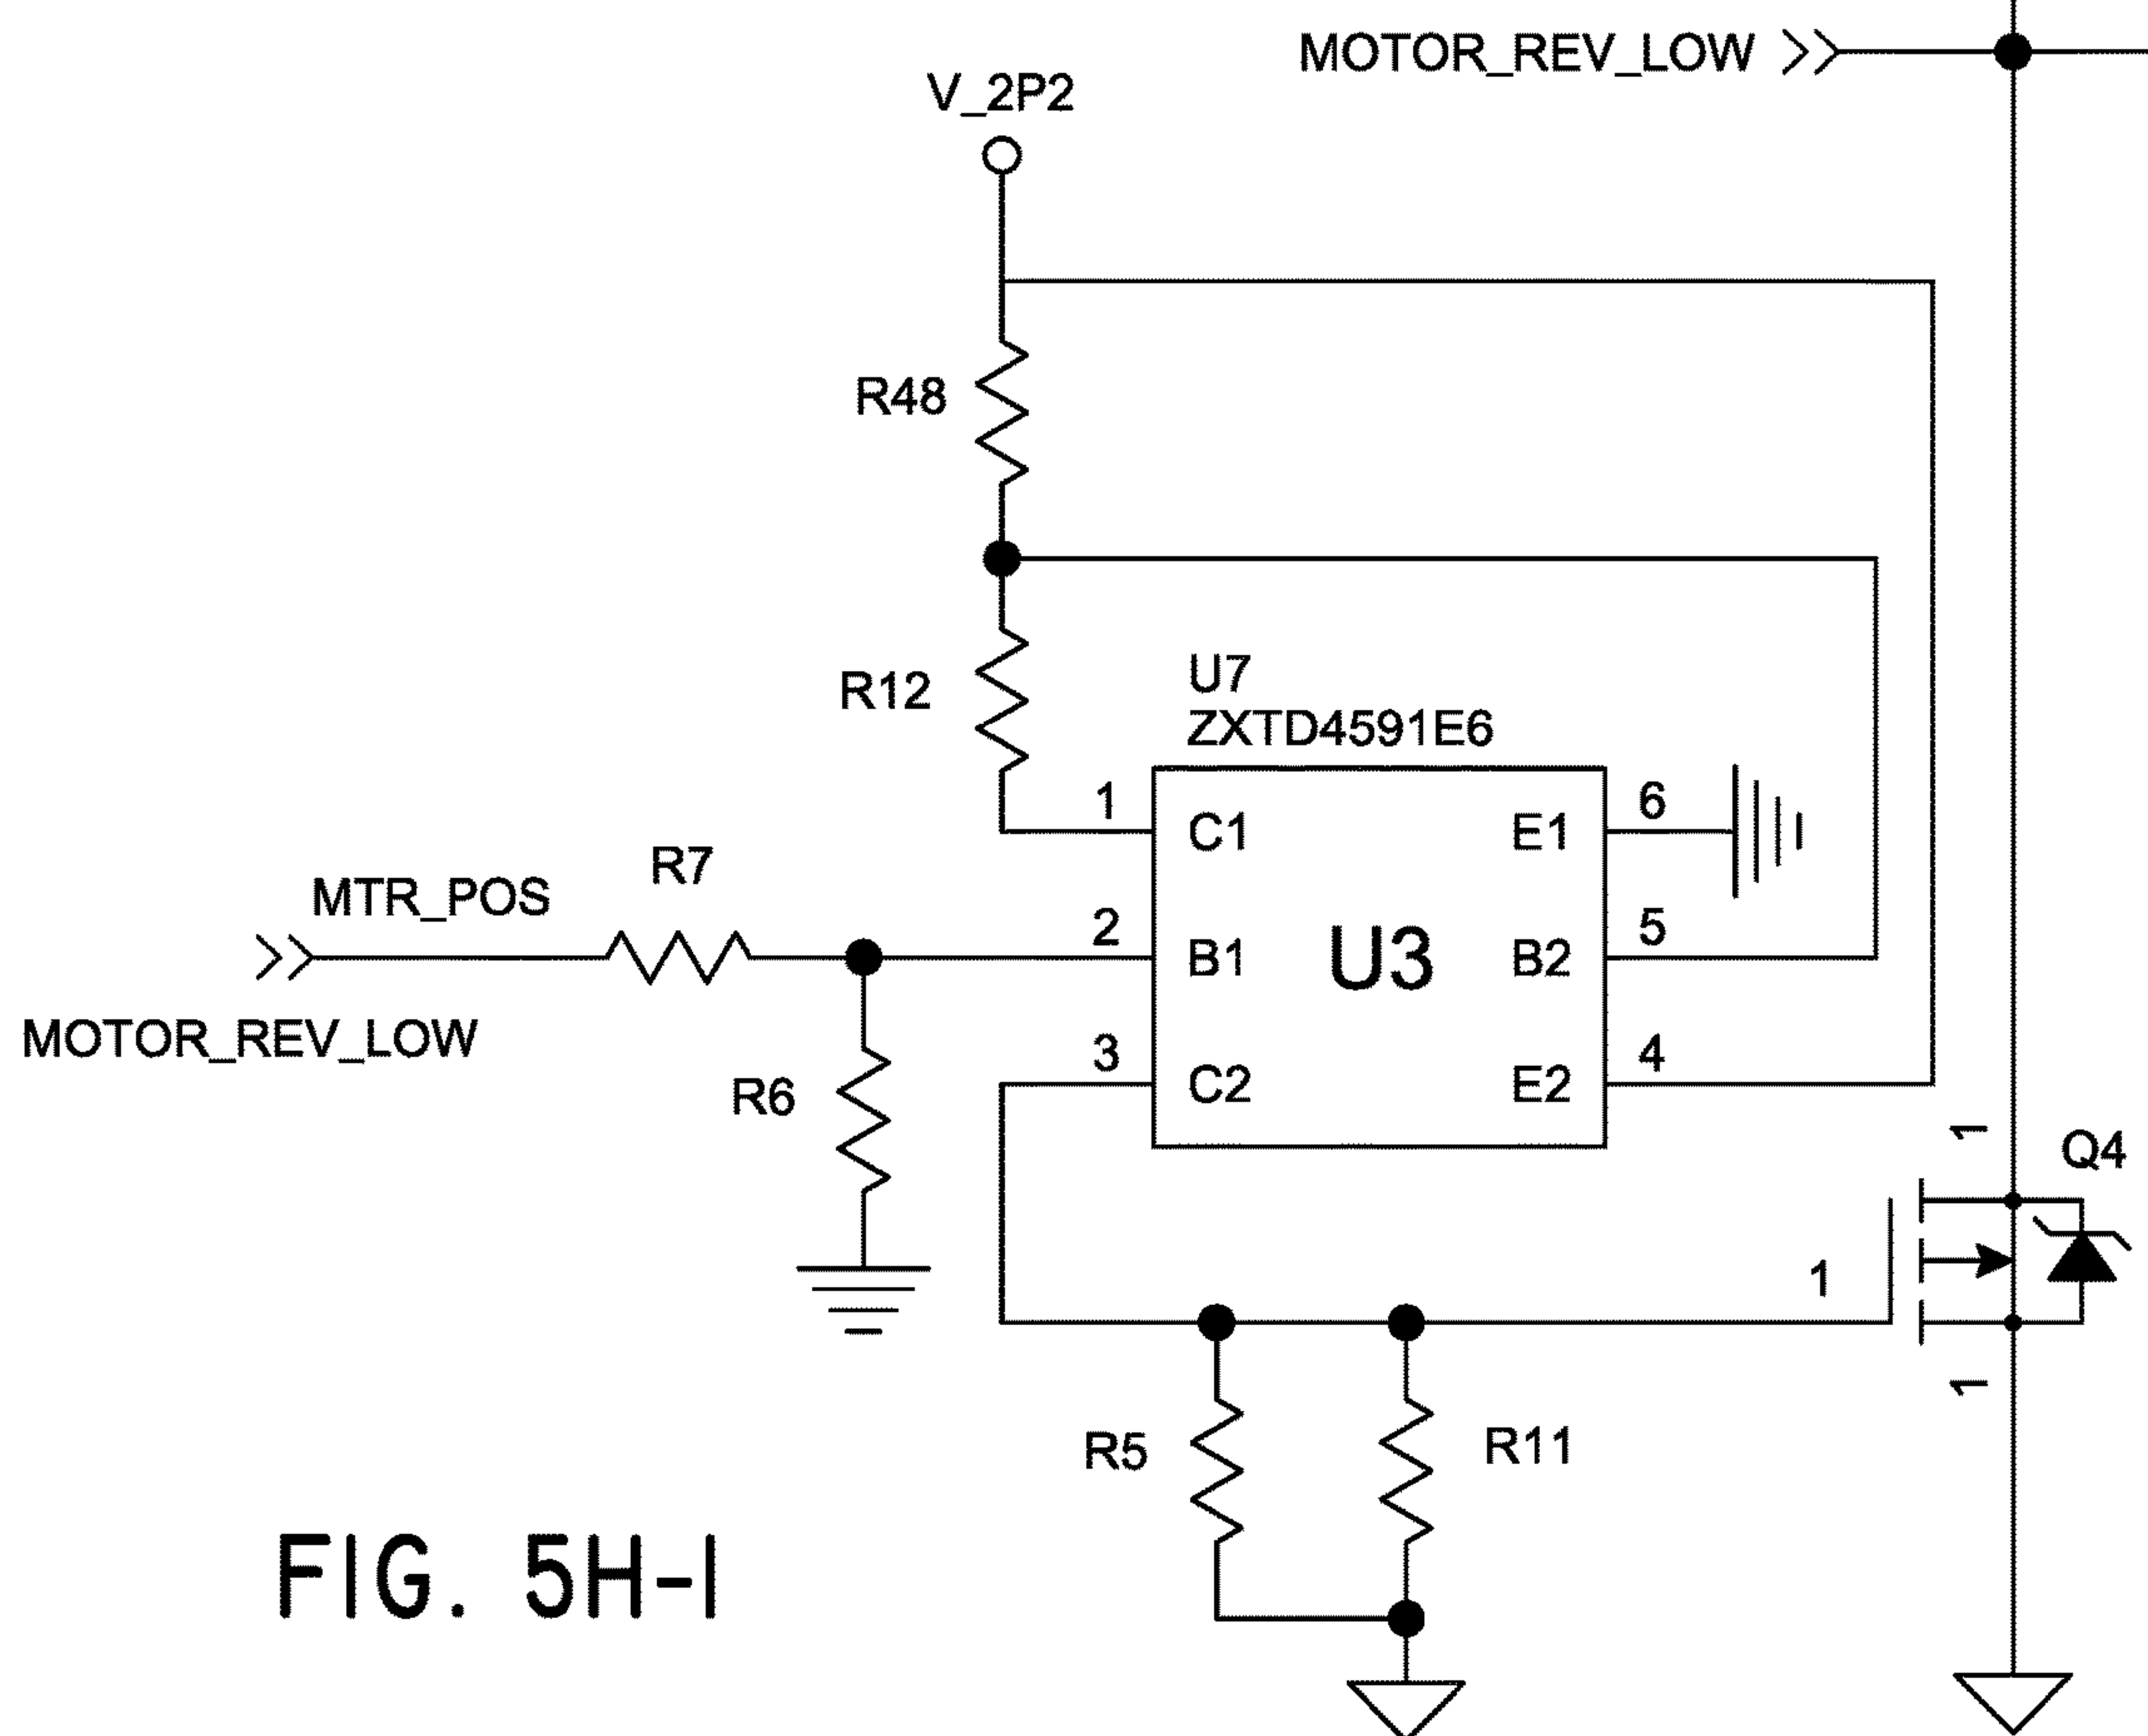 MOTOR_REV_LOW
V_2P2
R48
R12
U7
ZXTD4591E6
1 C1 E1 6
R7
MTR_POS
2 B1 U3 B2 5
MOTOR_REV_LOW
3 C2 E2 4
R6
1
Q4
1
1
R5
R11
FIG. 5H-1